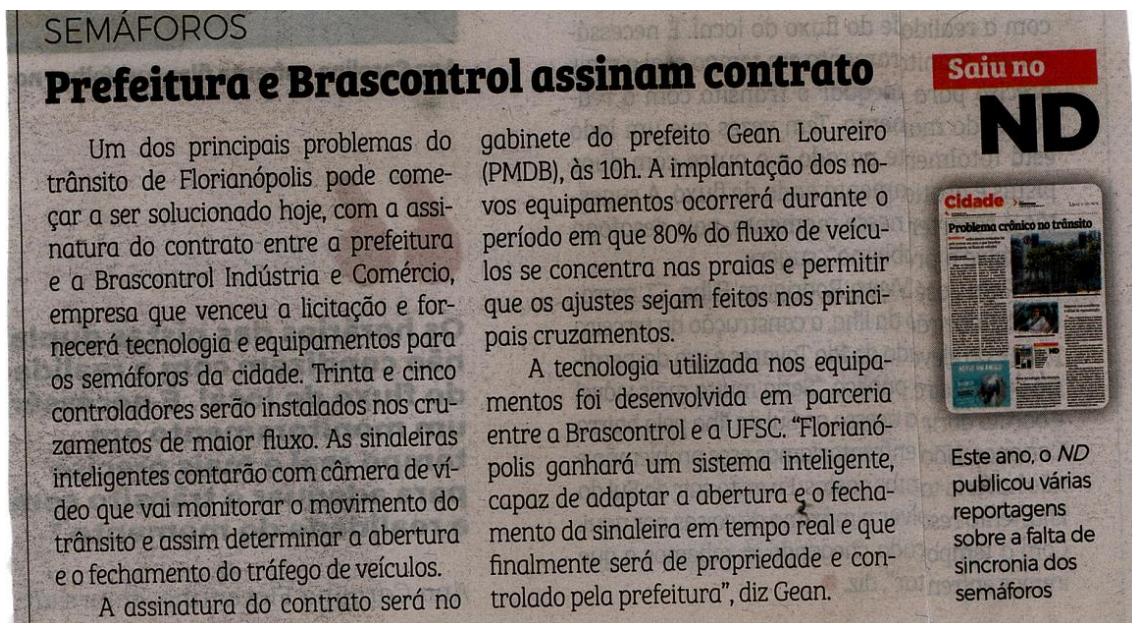 SEMÁFOROS
Prefeitura e Brascontrol assinam contrato
Um dos principais problemas do
trânsito de Florianópolis pode come-
çar a ser solucionado hoje, com a assi-
natura do contrato entre a prefeitura
e a Brascontrol Indústria e Comércio,
empresa que venceu a licitação e for-
necerá tecnologia e equipamentos para
os semáforos da cidade. Trinta e cinco
controladores serão instalados nos cru-
zamentos de maior fluxo. As sinaleiras
inteligentes contarão com câmera de ví-
deo que vai monitorar o movimento do
trânsito e assim determinar a abertura
e o fechamento do tráfego de veículos.
A assinatura do contrato será no
gabinete do prefeito Gean Loureiro
(PMDB), às 10h. A implantação dos no-
vos equipamentos ocorrerá durante o
período em que 80% do fluxo de veícu-
los se concentra nas praias e permitir
que os ajustes sejam feitos nos princi-
pais cruzamentos.
A tecnologia utilizada nos equipa-
mentos foi desenvolvida em parceria
entre a Brascontrol e a UFSC. “Florianó-
polis ganhará um sistema inteligente,
capaz de adaptar a abertura e o fecha-
mento da sinaleira em tempo real e que
finalmente será de propriedade e con-
trolado pela prefeitura”, diz Gean.
Saiu no
ND
Cidade
Problema crônico no trânsito
Este ano, o ND
publicou várias
reportagens
sobre a falta de
sincronia dos
semáforos